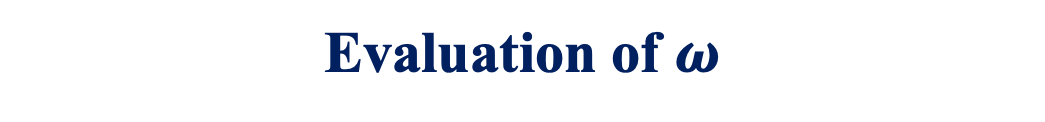 Evaluation of ω